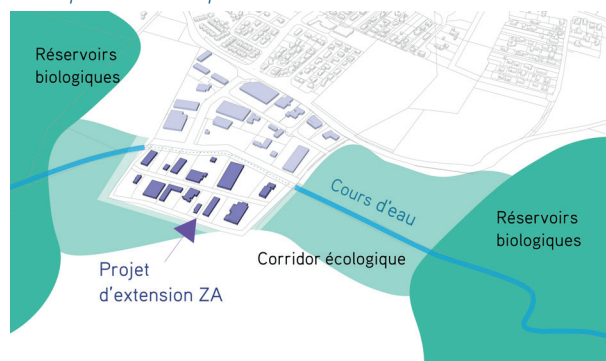 Réservoirs
biologiques
Cours d'eau
Réservoirs
biologiques
Corridor écologique
Projet
d'extension ZA